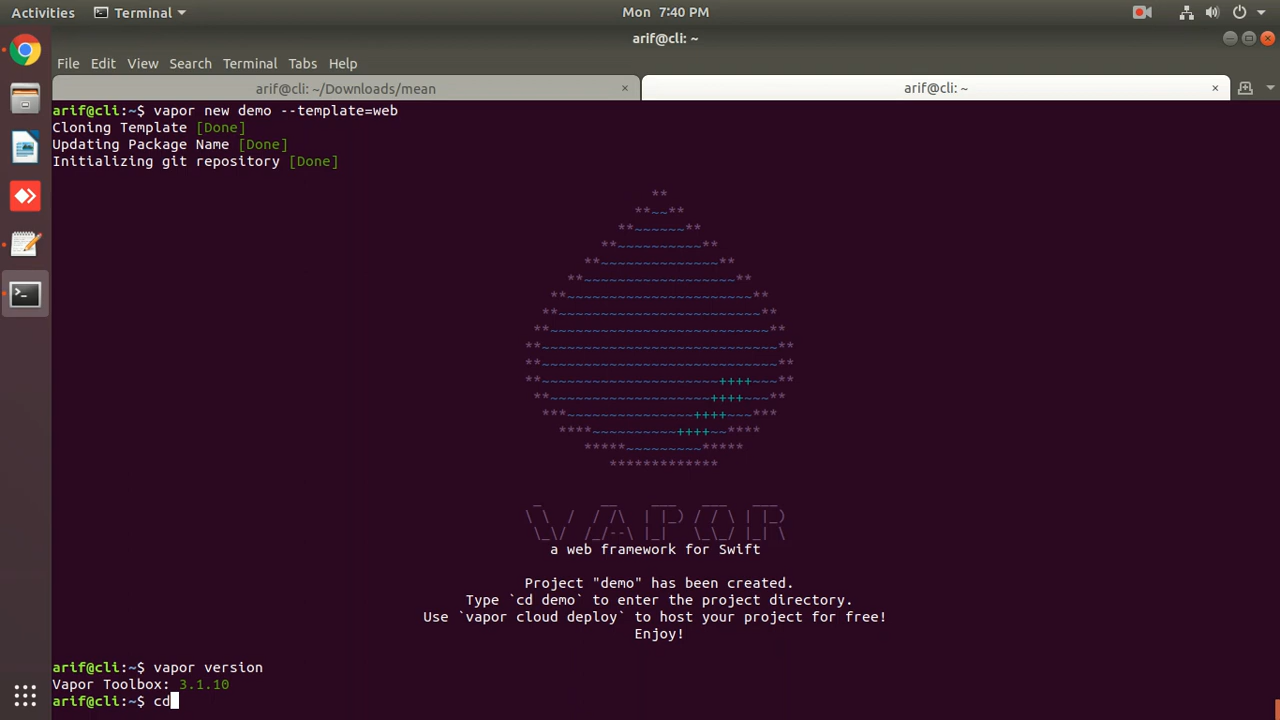 Activities Terminal Mon 7:40 PM
arif@cli: ~
File Edit View Search Terminal Tabs Help
arif@cli: ~/Downloads/mean × arif@cli: ~ ×
arif@cli:~$ vapor new demo --template=web
Cloning Template [Done]
Updating Package Name [Done]
Initializing git repository [Done]
**
**~~**
**~~~~~~**
**~~~~~~~~~~**
**~~~~~~~~~~~~~~**
**~~~~~~~~~~~~~~~~~~**
**~~~~~~~~~~~~~~~~~~~~~~**
**~~~~~~~~~~~~~~~~~~~~~~~~**
**~~~~~~~~~~~~~~~~~~~~~~~~~~**
**~~~~~~~~~~~~~~~~~~~~~~~~~~~~**
**~~~~~~~~~~~~~~~~~~~~~~~~~~~~**
**~~~~~~~~~~~~~~~~~~~~~++++~~~**
**~~~~~~~~~~~~~~~~~~~++++~~~**
***~~~~~~~~~~~~~~~++++~~~***
****~~~~~~~~~~++++~~****
*****~~~~~~~~~*****
*************
VAPOR
a web framework for Swift
Project "demo" has been created.
Type `cd demo` to enter the project directory.
Use `vapor cloud deploy` to host your project for free!
Enjoy!
arif@cli:~$ vapor version
Vapor Toolbox: 3.1.10
arif@cli:~$ cd